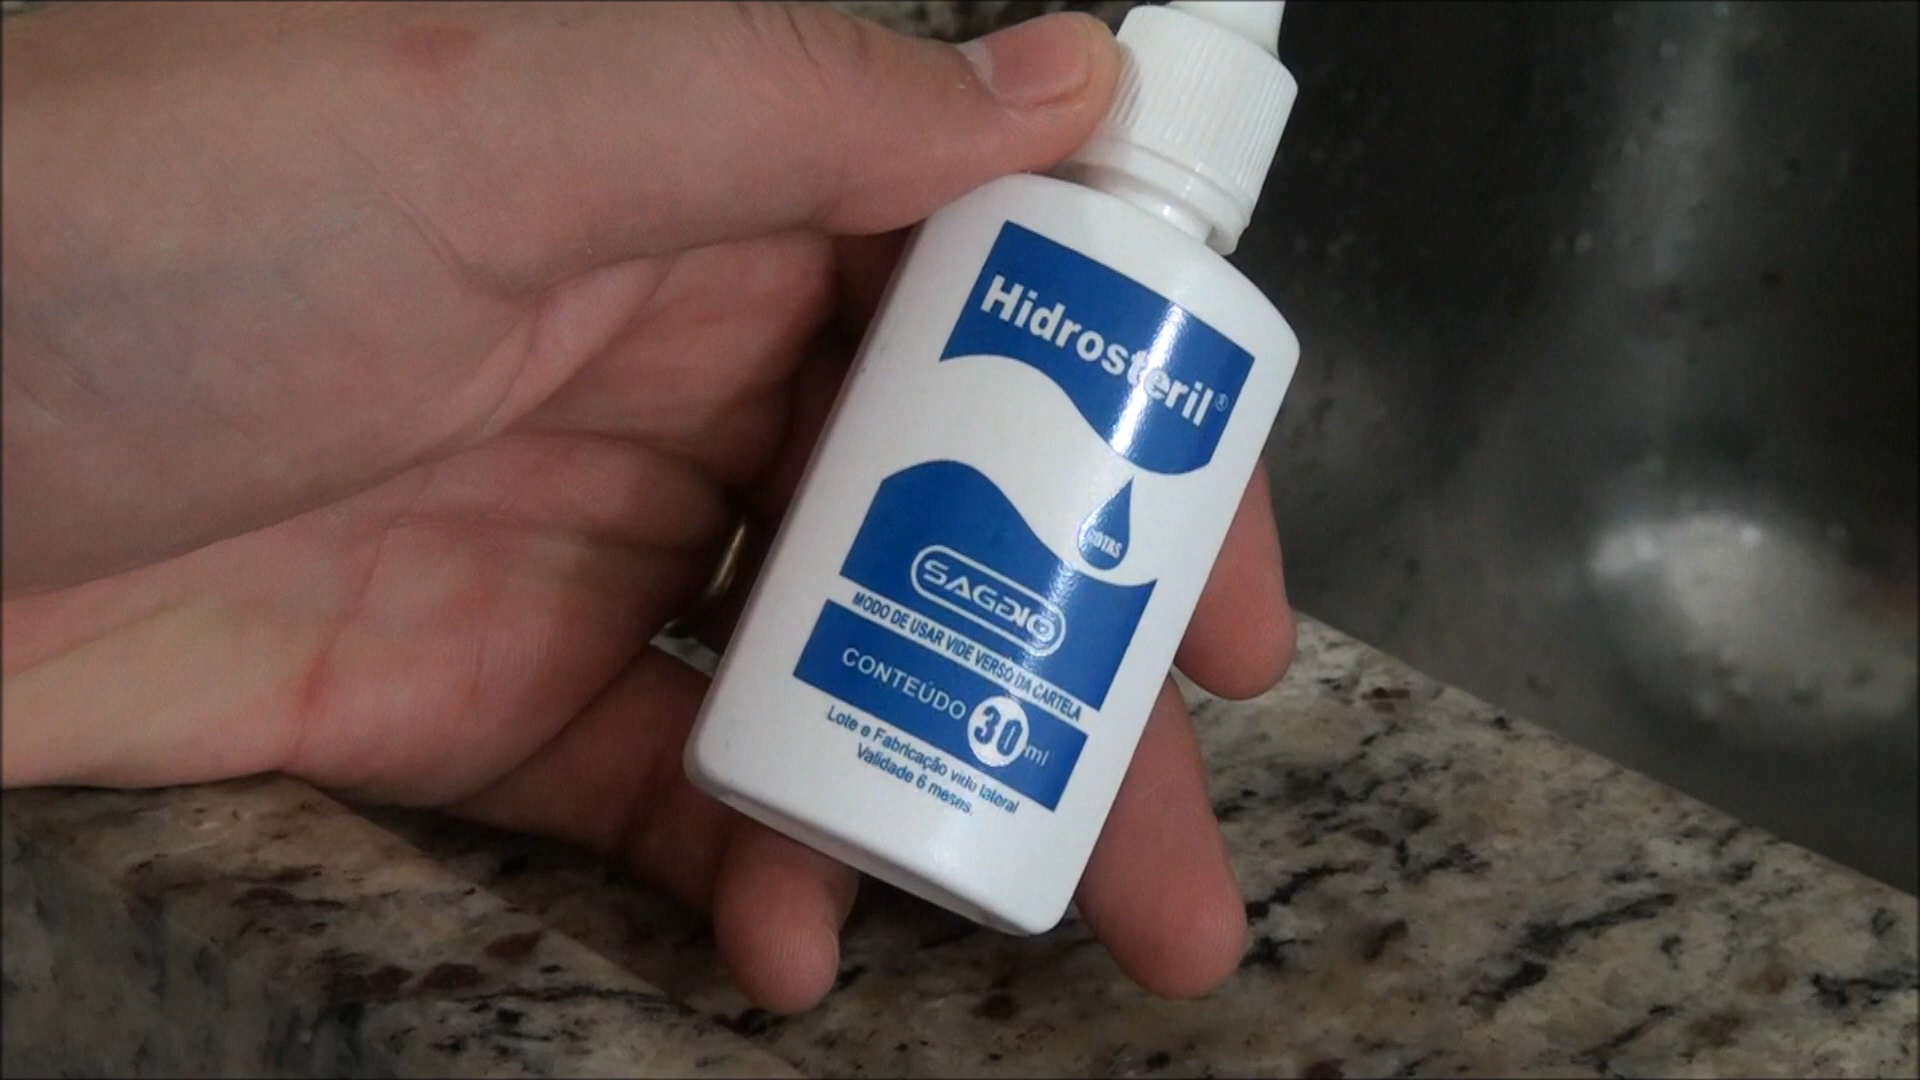 Hidrosteril®
GOTAS
SAGGIO
MODO DE USAR VIDE VERSO DA CARTELA
CONTEÚDO 30 ml
Lote e Fabricação vide lateral
Validade 6 meses.